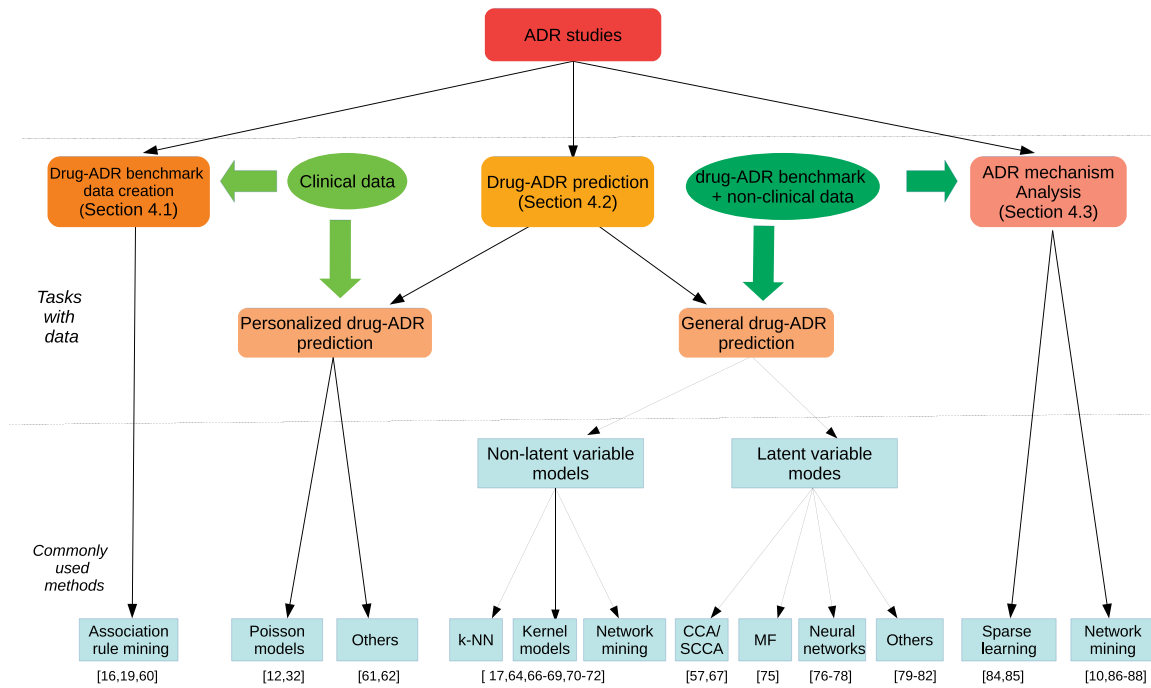 ADR studies
Drug-ADR benchmark
data creation
(Section 4.1)
Clinical data
Drug-ADR prediction
(Section 4.2)
drug-ADR benchmark
+ non-clinical data
ADR mechanism
Analysis
(Section 4.3)
Tasks
with
data
Personalized drug-ADR
prediction
General drug-ADR
prediction
Non-latent variable
models
Latent variable
modes
Commonly
used
methods
Association
rule mining
Poisson
models
Others
k-NN
Kernel
models
Network
mining
CCA/
SCCA
MF
Neural
networks
Others
Sparse
learning
Network
mining
[16,19,60]
[12,32]
[61,62]
[ 17,64,66-69,70-72]
[57,67]
[75]
[76-78]
[79-82]
[84,85]
[10,86-88]